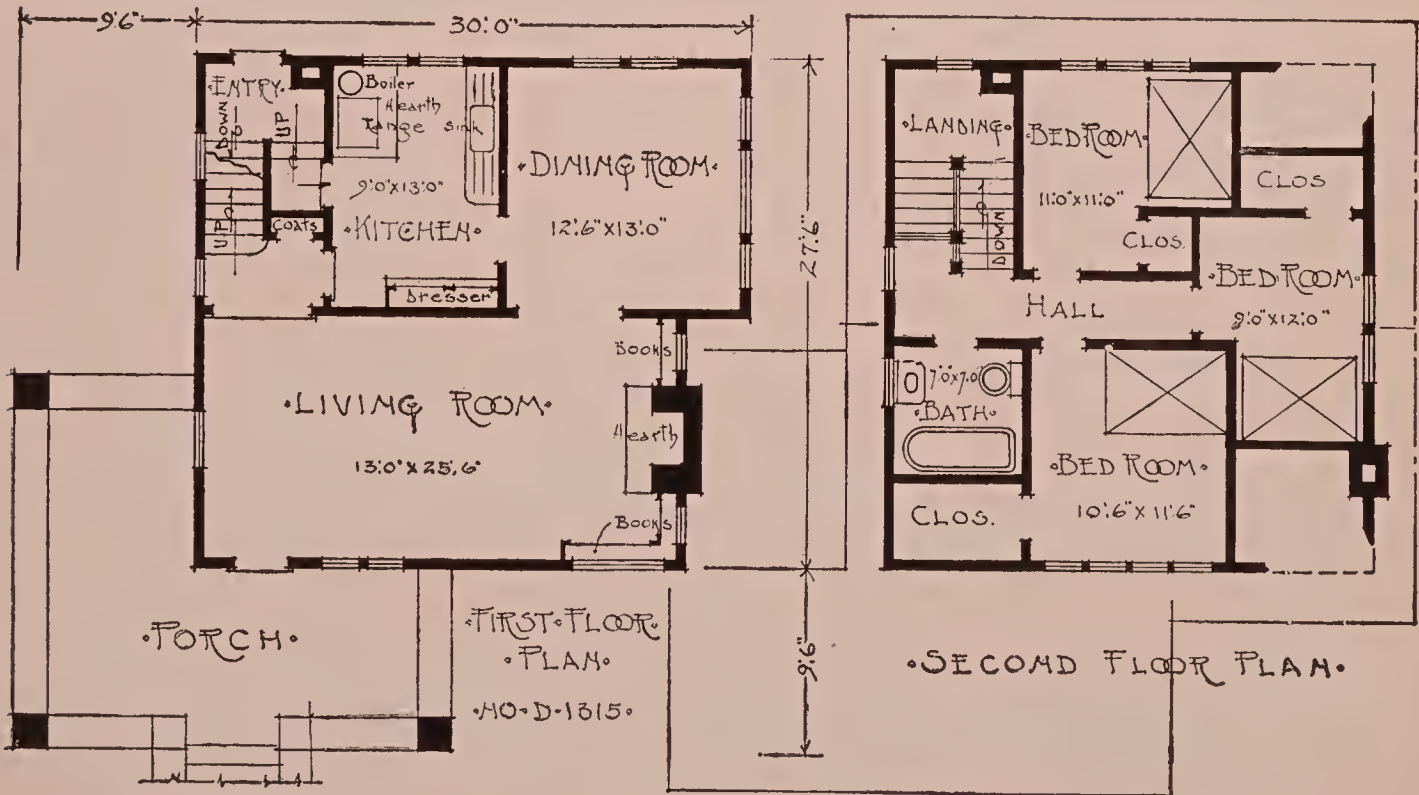 9'6"
30'0"
·ENTRY·
DOWN
UP
UP
Coats
Boiler
Hearth
Range Sink
9'0"X13'0"
·KITCHEN·
Dresser
·DINING ROOM·
12'6"X13'0"
27'6"
·LIVING ROOM·
13'0"X25'6"
Books
Hearth
Books
·PORCH·
·FIRST·FLOOR·
·PLAN·
·NO·D·1315·
9'6"
·LANDING·
DOWN
·BEDROOM·
11'0"X11'0"
CLOS.
CLOS
·BED·ROOM·
9'0"X12'0"
HALL
7'0"X7'0"
·BATH·
CLOS.
·BED ROOM·
10'6"X11'6"
·SECOND FLOOR PLAN·